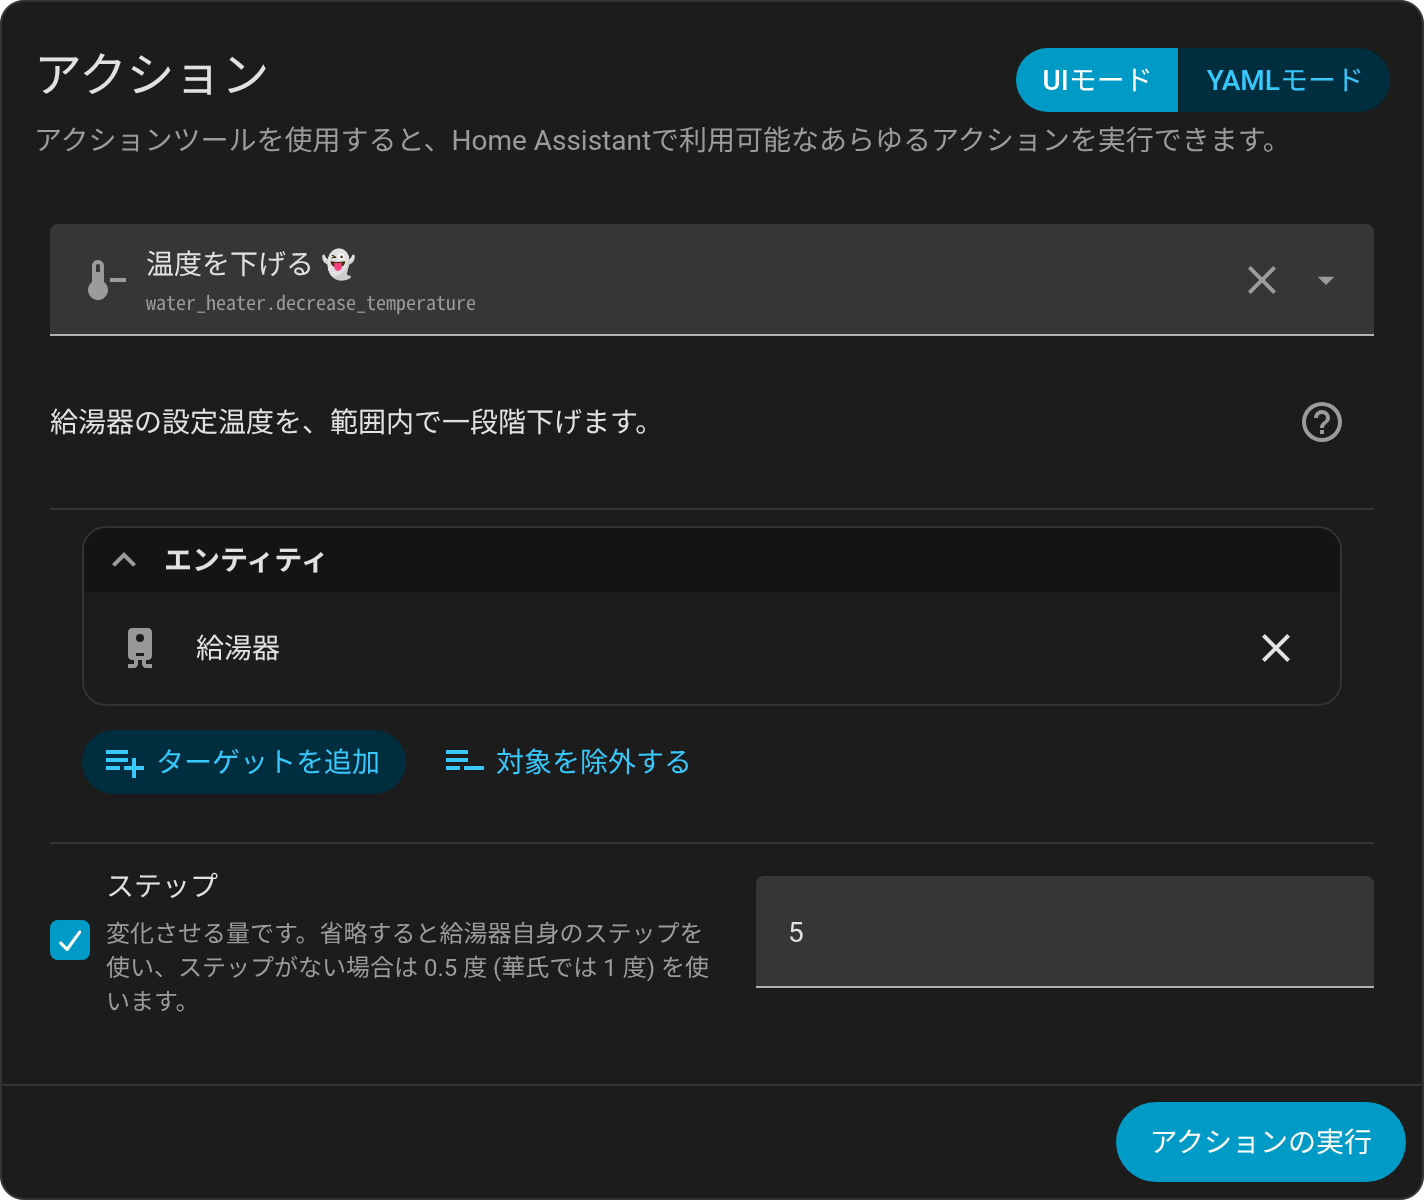 アクション
UIモード
YAMLモード
アクションツールを使用すると、Home Assistantで利用可能なあらゆるアクションを実行できます。
温度を下げる 👻
water_heater.decrease_temperature
給湯器の設定温度を、範囲内で一段階下げます。
エンティティ
給湯器
ターゲットを追加
対象を除外する
ステップ
変化させる量です。省略すると給湯器自身のステップを
使い、ステップがない場合は 0.5 度 (華氏では 1 度) を使
います。
5
アクションの実行